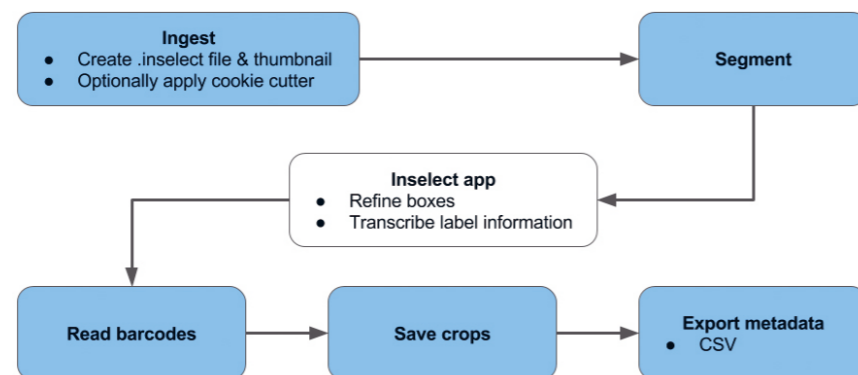 Ingest
● Create .inselect file & thumbnail
● Optionally apply cookie cutter
Segment
Inselect app
● Refine boxes
● Transcribe label information
Read barcodes
Save crops
Export metadata
● CSV